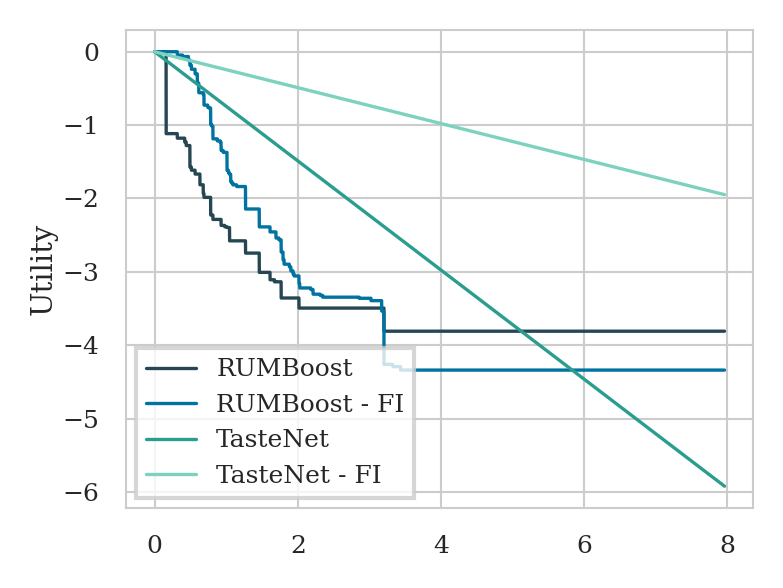 Utility
0
−1
−2
−3
−4
−5
−6
RUMBoost
RUMBoost - FI
TasteNet
TasteNet - FI
0 2 4 6 8